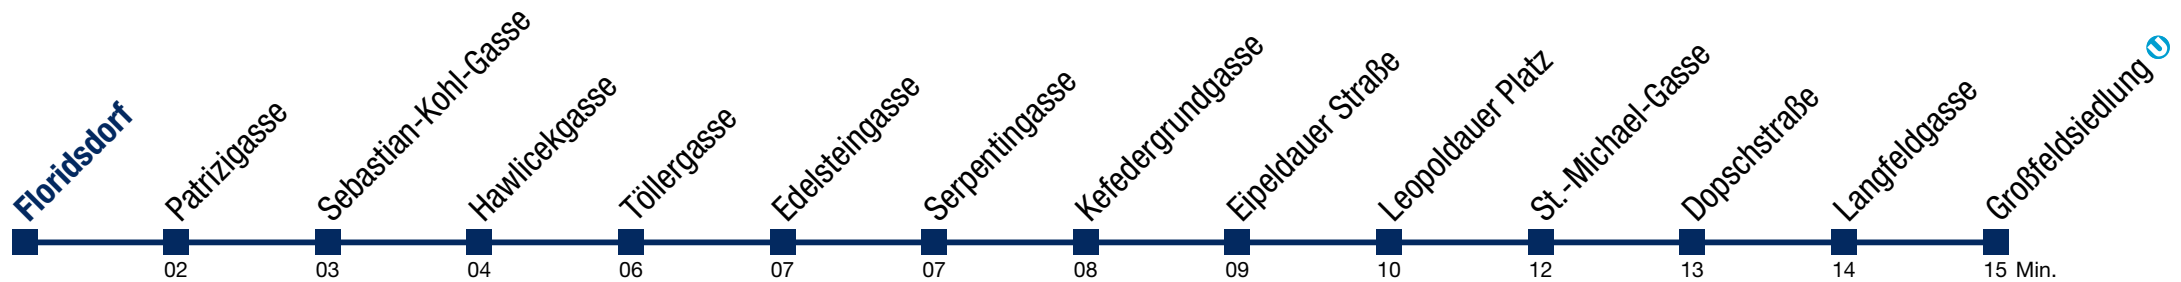 Floridsdorf
Patrizigasse
Sebastian-Kohl-Gasse
Hawlicekgasse
Töllergasse
Edelsteingasse
Serpentingasse
Kefedergrundgasse
Eipeldauer Straße
Leopoldauer Platz
St.-Michael-Gasse
Dopschstraße
Langfeldgasse
Großfeldsiedlung U
02 03 04 06 07 07 08 09 10 12 13 14 15 Min.